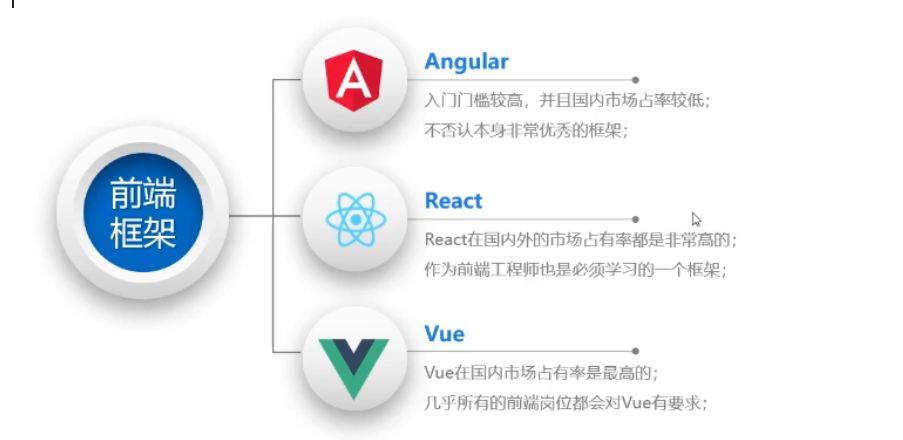 前端
框架
Angular
入门门槛较高，并且国内市场占率较低；
不否认本身非常优秀的框架；
React
React在国内外的市场占有率都是非常高的；
作为前端工程师也是必须学习的一个框架；
Vue
Vue在国内市场占有率是最高的；
几乎所有的前端岗位都会对Vue有要求；